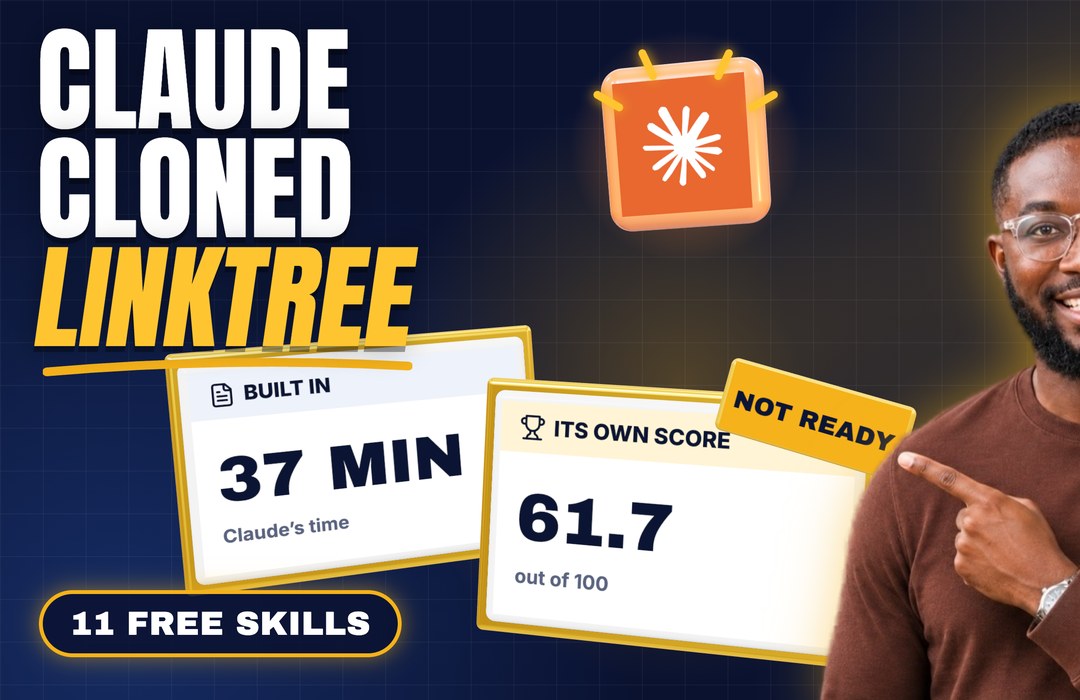 CLAUDE
CLONED
LINKTREE
BUILT IN
37 MIN
Claude’s time
ITS OWN SCORE
61.7
out of 100
NOT READY
11 FREE SKILLS